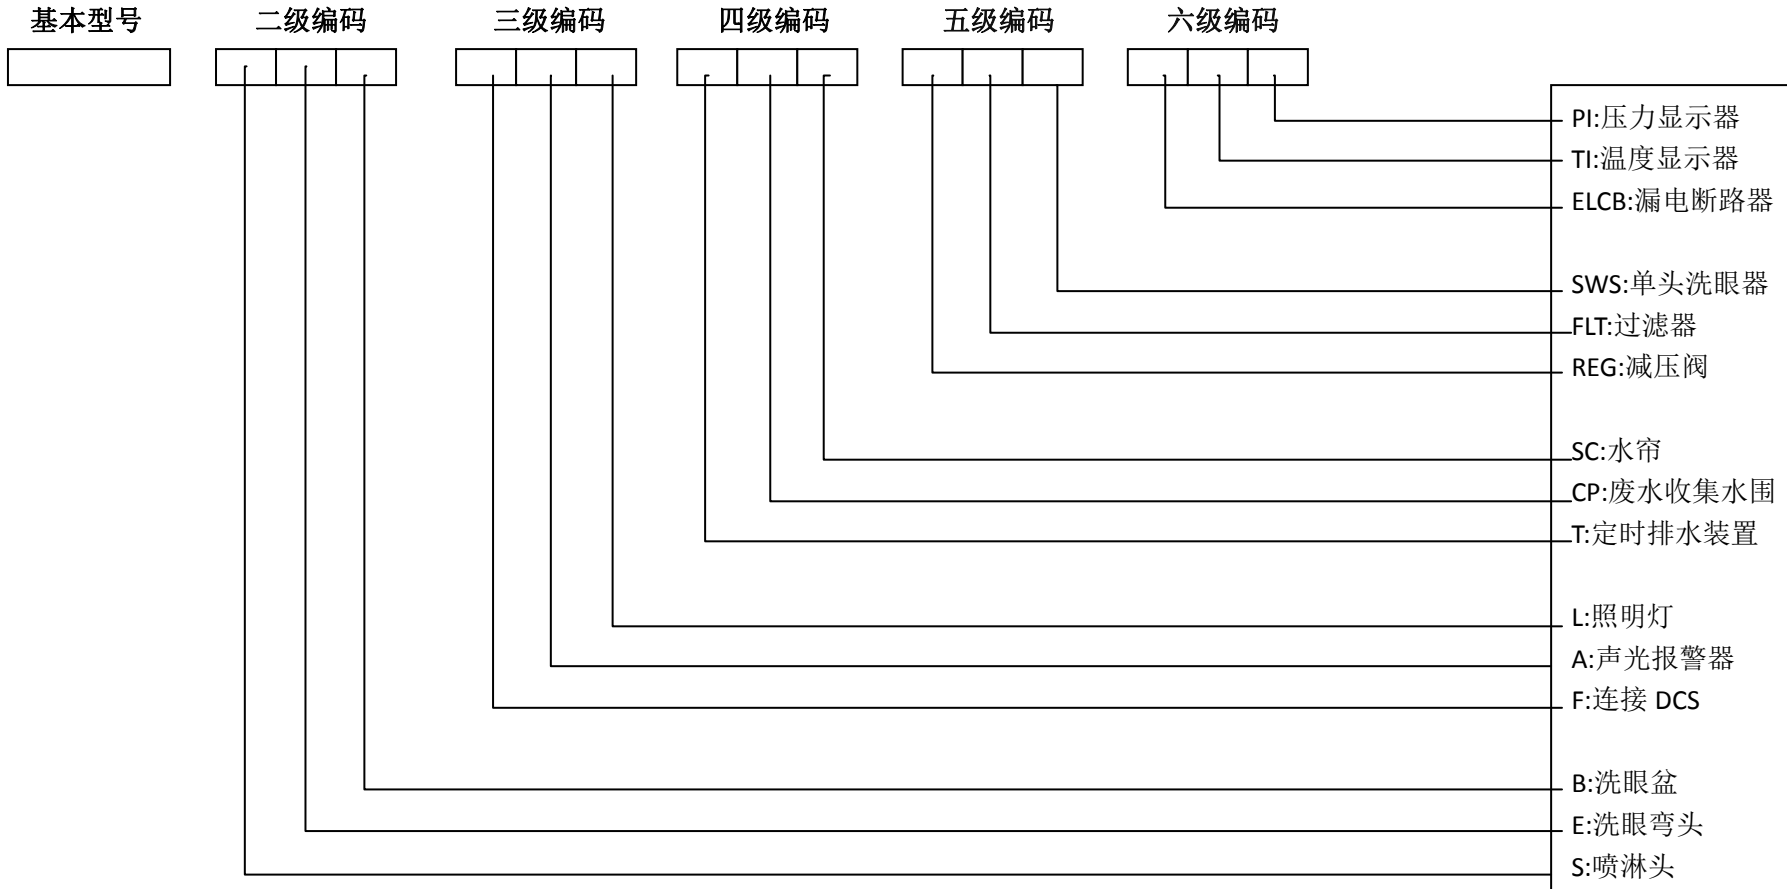 基本型号 二级编码 三级编码 四级编码 五级编码 六级编码
PI:压力显示器
TI:温度显示器
ELCB:漏电断路器
SWS:单头洗眼器
FLT:过滤器
REG:减压阀
SC:水帘
CP:废水收集水围
T:定时排水装置
L:照明灯
A:声光报警器
F:连接 DCS
B:洗眼盆
E:洗眼弯头
S:喷淋头